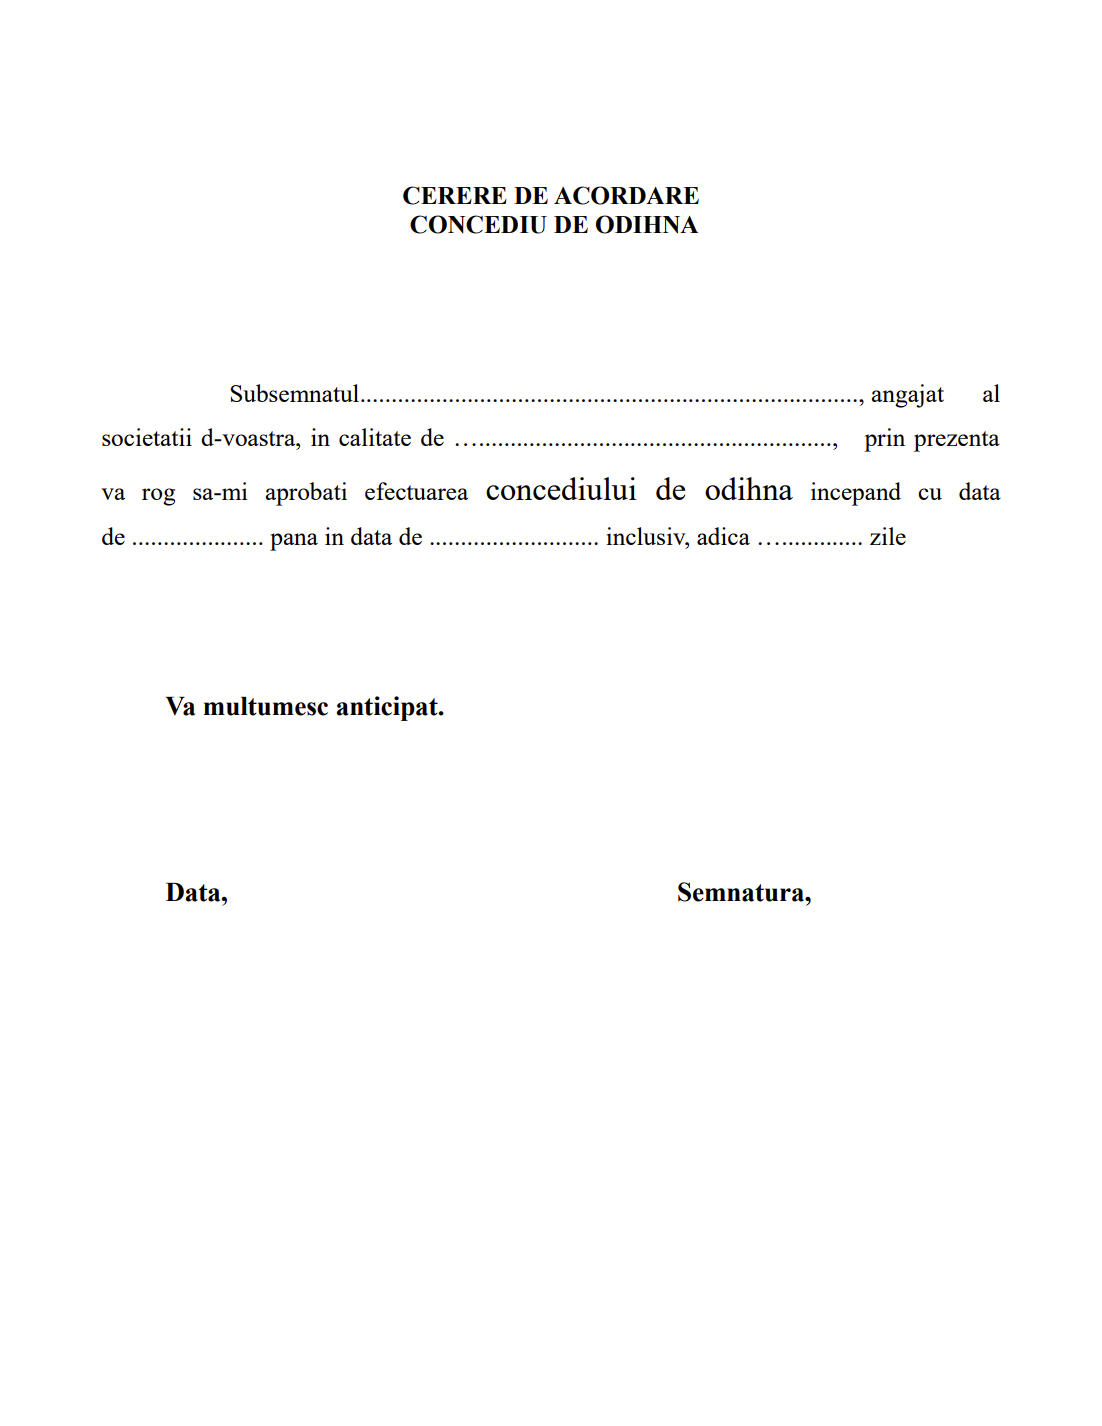 CERERE DE ACORDARE
CONCEDIU DE ODIHNA
Subsemnatul..............................................................................., angajat al
societatii d-voastra, in calitate de …........................................................, prin prezenta
va rog sa-mi aprobati efectuarea concediului de odihna incepand cu data
de ..................... pana in data de ........................... inclusiv, adica …............. zile
Va multumesc anticipat.
Data, Semnatura,